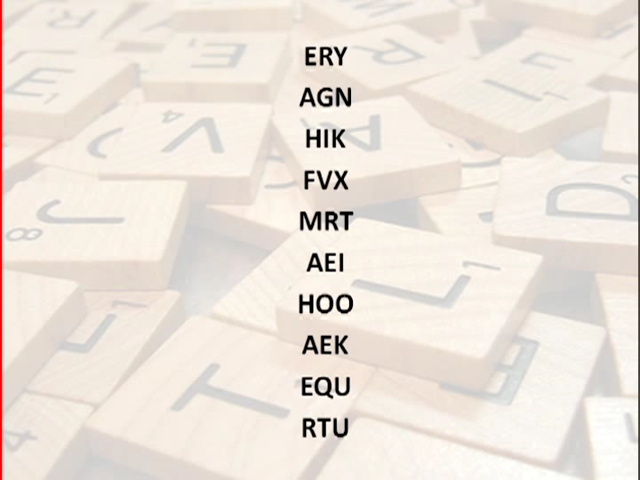 ERY
AGN
HIK
FVX
MRT
AEI
HOO
AEK
EQU
RTU